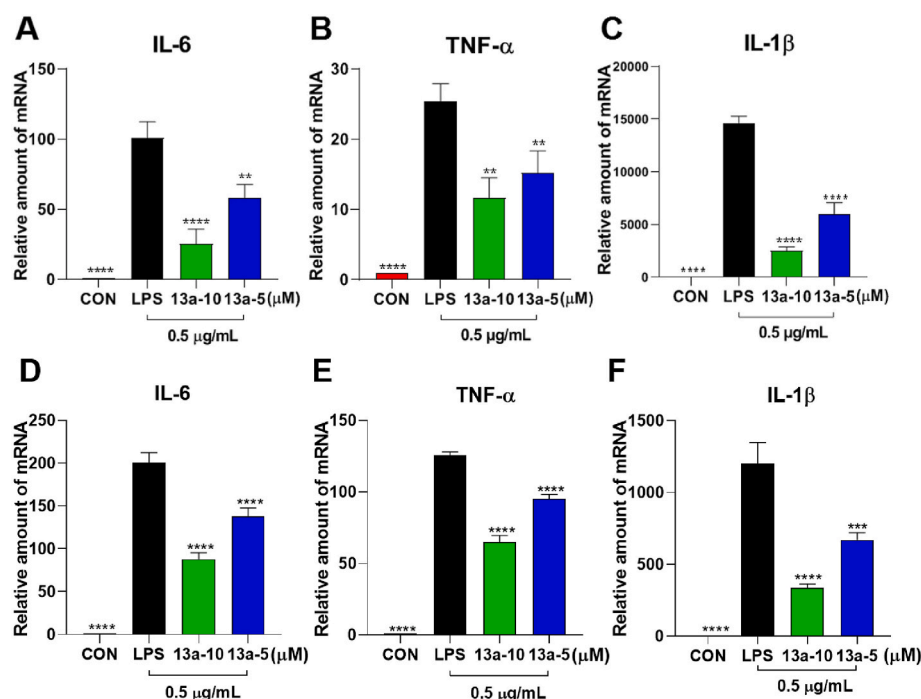 A
IL-6
Relative amount of mRNA
150
100
50
0
****
****
**
CON LPS 13a-10 13a-5(μM)
0.5 μg/mL
B
TNF-α
Relative amount of mRNA
30
20
10
0
****
**
**
CON LPS 13a-10 13a-5(μM)
0.5 μg/mL
C
IL-1β
Relative amount of mRNA
20000
15000
10000
5000
0
****
****
****
CON LPS 13a-10 13a-5(μM)
0.5 μg/mL
D
IL-6
Relative amount of mRNA
250
200
150
100
50
0
****
****
****
CON LPS 13a-10 13a-5(μM)
0.5 μg/mL
E
TNF-α
Relative amount of mRNA
150
100
50
0
****
****
****
CON LPS 13a-10 13a-5(μM)
0.5 μg/mL
F
IL-1β
Relative amount of mRNA
1500
1000
500
0
****
****
***
CON LPS 13a-10 13a-5(μM)
0.5 μg/mL